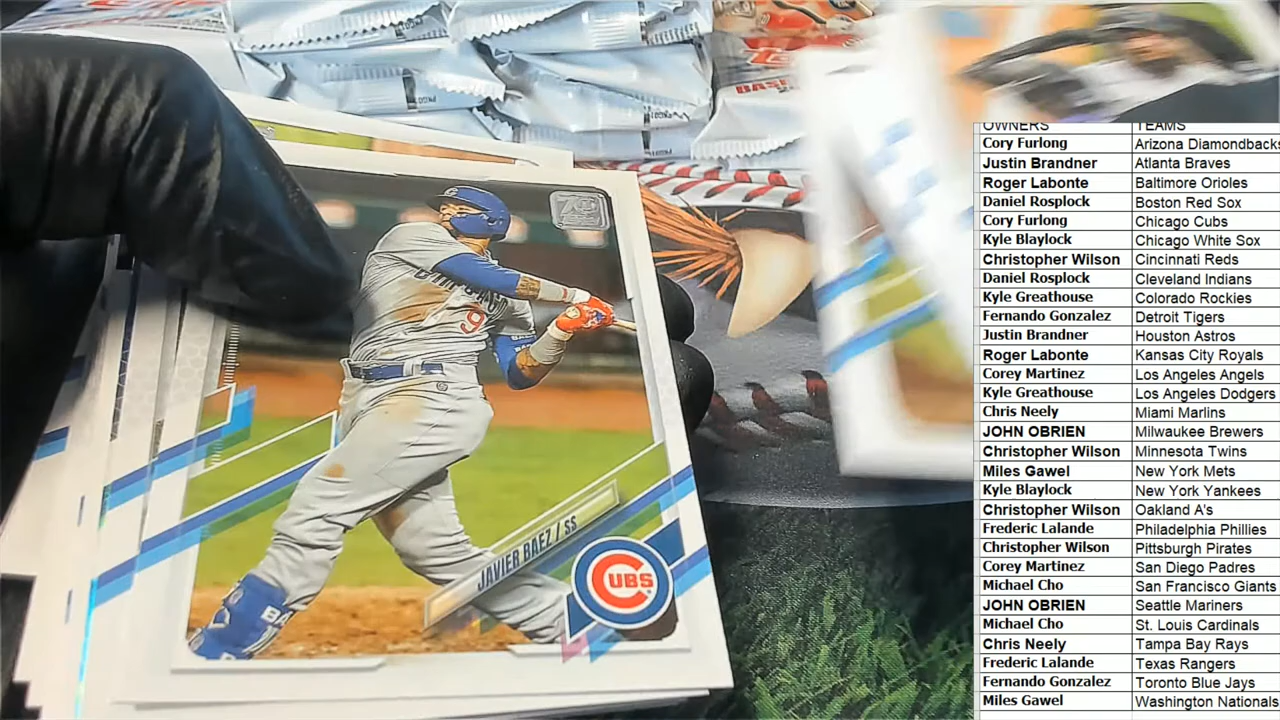 70
9
JAVIER BAEZ / SS
CUBS
OWNERS TEAMS
Cory Furlong Arizona Diamondbacks
Justin Brandner Atlanta Braves
Roger Labonte Baltimore Orioles
Daniel Rosplock Boston Red Sox
Cory Furlong Chicago Cubs
Kyle Blaylock Chicago White Sox
Christopher Wilson Cincinnati Reds
Daniel Rosplock Cleveland Indians
Kyle Greathouse Colorado Rockies
Fernando Gonzalez Detroit Tigers
Justin Brandner Houston Astros
Roger Labonte Kansas City Royals
Corey Martinez Los Angeles Angels
Kyle Greathouse Los Angeles Dodgers
Chris Neely Miami Marlins
JOHN OBRIEN Milwaukee Brewers
Christopher Wilson Minnesota Twins
Miles Gawel New York Mets
Kyle Blaylock New York Yankees
Christopher Wilson Oakland A's
Frederic Lalande Philadelphia Phillies
Christopher Wilson Pittsburgh Pirates
Corey Martinez San Diego Padres
Michael Cho San Francisco Giants
JOHN OBRIEN Seattle Mariners
Michael Cho St. Louis Cardinals
Chris Neely Tampa Bay Rays
Frederic Lalande Texas Rangers
Fernando Gonzalez Toronto Blue Jays
Miles Gawel Washington Nationals